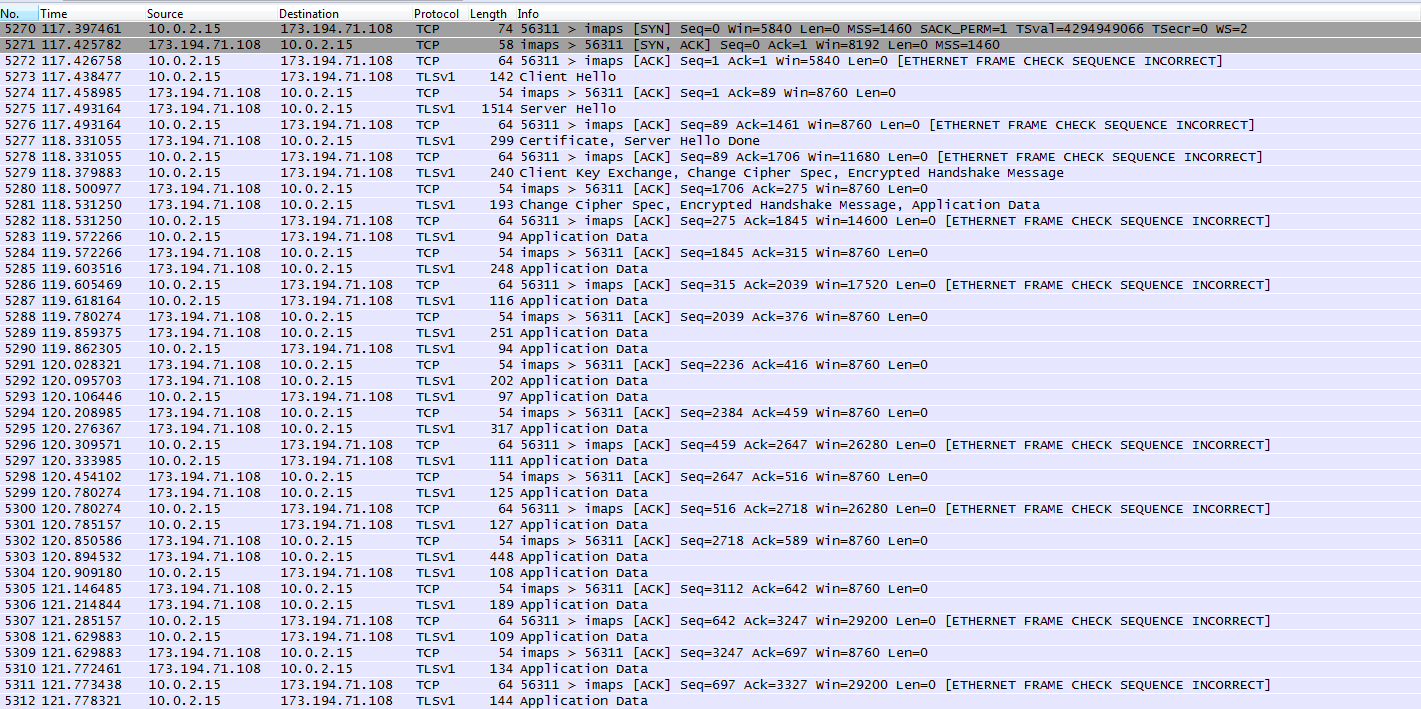 No. Time Source Destination Protocol Length Info
5270 117.397461 10.0.2.15 173.194.71.108 TCP 74 56311 > imaps [SYN] Seq=0 Win=5840 Len=0 MSS=1460 SACK_PERM=1 TSval=4294949066 TSecr=0 WS=2
5271 117.425782 173.194.71.108 10.0.2.15 TCP 58 imaps > 56311 [SYN, ACK] Seq=0 Ack=1 Win=8192 Len=0 MSS=1460
5272 117.426758 10.0.2.15 173.194.71.108 TCP 64 56311 > imaps [ACK] Seq=1 Ack=1 Win=5840 Len=0 [ETHERNET FRAME CHECK SEQUENCE INCORRECT]
5273 117.438477 10.0.2.15 173.194.71.108 TLSv1 142 Client Hello
5274 117.458985 173.194.71.108 10.0.2.15 TCP 54 imaps > 56311 [ACK] Seq=1 Ack=89 Win=8760 Len=0
5275 117.493164 173.194.71.108 10.0.2.15 TLSv1 1514 Server Hello
5276 117.493164 10.0.2.15 173.194.71.108 TCP 64 56311 > imaps [ACK] Seq=89 Ack=1461 Win=8760 Len=0 [ETHERNET FRAME CHECK SEQUENCE INCORRECT]
5277 118.331055 173.194.71.108 10.0.2.15 TLSv1 299 Certificate, Server Hello Done
5278 118.331055 10.0.2.15 173.194.71.108 TCP 64 56311 > imaps [ACK] Seq=89 Ack=1706 Win=11680 Len=0 [ETHERNET FRAME CHECK SEQUENCE INCORRECT]
5279 118.379883 10.0.2.15 173.194.71.108 TLSv1 240 Client Key Exchange, Change Cipher Spec, Encrypted Handshake Message
5280 118.500977 173.194.71.108 10.0.2.15 TCP 54 imaps > 56311 [ACK] Seq=1706 Ack=275 Win=8760 Len=0
5281 118.531250 173.194.71.108 10.0.2.15 TLSv1 193 Change Cipher Spec, Encrypted Handshake Message, Application Data
5282 118.531250 10.0.2.15 173.194.71.108 TCP 64 56311 > imaps [ACK] Seq=275 Ack=1845 Win=14600 Len=0 [ETHERNET FRAME CHECK SEQUENCE INCORRECT]
5283 119.572266 10.0.2.15 173.194.71.108 TLSv1 94 Application Data
5284 119.572266 173.194.71.108 10.0.2.15 TCP 54 imaps > 56311 [ACK] Seq=1845 Ack=315 Win=8760 Len=0
5285 119.603516 173.194.71.108 10.0.2.15 TLSv1 248 Application Data
5286 119.605469 10.0.2.15 173.194.71.108 TCP 64 56311 > imaps [ACK] Seq=315 Ack=2039 Win=17520 Len=0 [ETHERNET FRAME CHECK SEQUENCE INCORRECT]
5287 119.618164 10.0.2.15 173.194.71.108 TLSv1 116 Application Data
5288 119.780274 173.194.71.108 10.0.2.15 TCP 54 imaps > 56311 [ACK] Seq=2039 Ack=376 Win=8760 Len=0
5289 119.859375 173.194.71.108 10.0.2.15 TLSv1 251 Application Data
5290 119.862305 10.0.2.15 173.194.71.108 TLSv1 94 Application Data
5291 120.028321 173.194.71.108 10.0.2.15 TCP 54 imaps > 56311 [ACK] Seq=2236 Ack=416 Win=8760 Len=0
5292 120.095703 173.194.71.108 10.0.2.15 TLSv1 202 Application Data
5293 120.106446 10.0.2.15 173.194.71.108 TLSv1 97 Application Data
5294 120.208985 173.194.71.108 10.0.2.15 TCP 54 imaps > 56311 [ACK] Seq=2384 Ack=459 Win=8760 Len=0
5295 120.276367 173.194.71.108 10.0.2.15 TLSv1 317 Application Data
5296 120.309571 10.0.2.15 173.194.71.108 TCP 64 56311 > imaps [ACK] Seq=459 Ack=2647 Win=26280 Len=0 [ETHERNET FRAME CHECK SEQUENCE INCORRECT]
5297 120.333985 10.0.2.15 173.194.71.108 TLSv1 111 Application Data
5298 120.454102 173.194.71.108 10.0.2.15 TCP 54 imaps > 56311 [ACK] Seq=2647 Ack=516 Win=8760 Len=0
5299 120.780274 173.194.71.108 10.0.2.15 TLSv1 125 Application Data
5300 120.780274 10.0.2.15 173.194.71.108 TCP 64 56311 > imaps [ACK] Seq=516 Ack=2718 Win=26280 Len=0 [ETHERNET FRAME CHECK SEQUENCE INCORRECT]
5301 120.785157 10.0.2.15 173.194.71.108 TLSv1 127 Application Data
5302 120.850586 173.194.71.108 10.0.2.15 TCP 54 imaps > 56311 [ACK] Seq=2718 Ack=589 Win=8760 Len=0
5303 120.894532 173.194.71.108 10.0.2.15 TLSv1 448 Application Data
5304 120.909180 10.0.2.15 173.194.71.108 TLSv1 108 Application Data
5305 121.146485 173.194.71.108 10.0.2.15 TCP 54 imaps > 56311 [ACK] Seq=3112 Ack=642 Win=8760 Len=0
5306 121.214844 173.194.71.108 10.0.2.15 TLSv1 189 Application Data
5307 121.285157 10.0.2.15 173.194.71.108 TCP 64 56311 > imaps [ACK] Seq=642 Ack=3247 Win=29200 Len=0 [ETHERNET FRAME CHECK SEQUENCE INCORRECT]
5308 121.629883 10.0.2.15 173.194.71.108 TLSv1 109 Application Data
5309 121.629883 173.194.71.108 10.0.2.15 TCP 54 imaps > 56311 [ACK] Seq=3247 Ack=697 Win=8760 Len=0
5310 121.772461 173.194.71.108 10.0.2.15 TLSv1 134 Application Data
5311 121.773438 10.0.2.15 173.194.71.108 TCP 64 56311 > imaps [ACK] Seq=697 Ack=3327 Win=29200 Len=0 [ETHERNET FRAME CHECK SEQUENCE INCORRECT]
5312 121.778321 10.0.2.15 173.194.71.108 TLSv1 144 Application Data